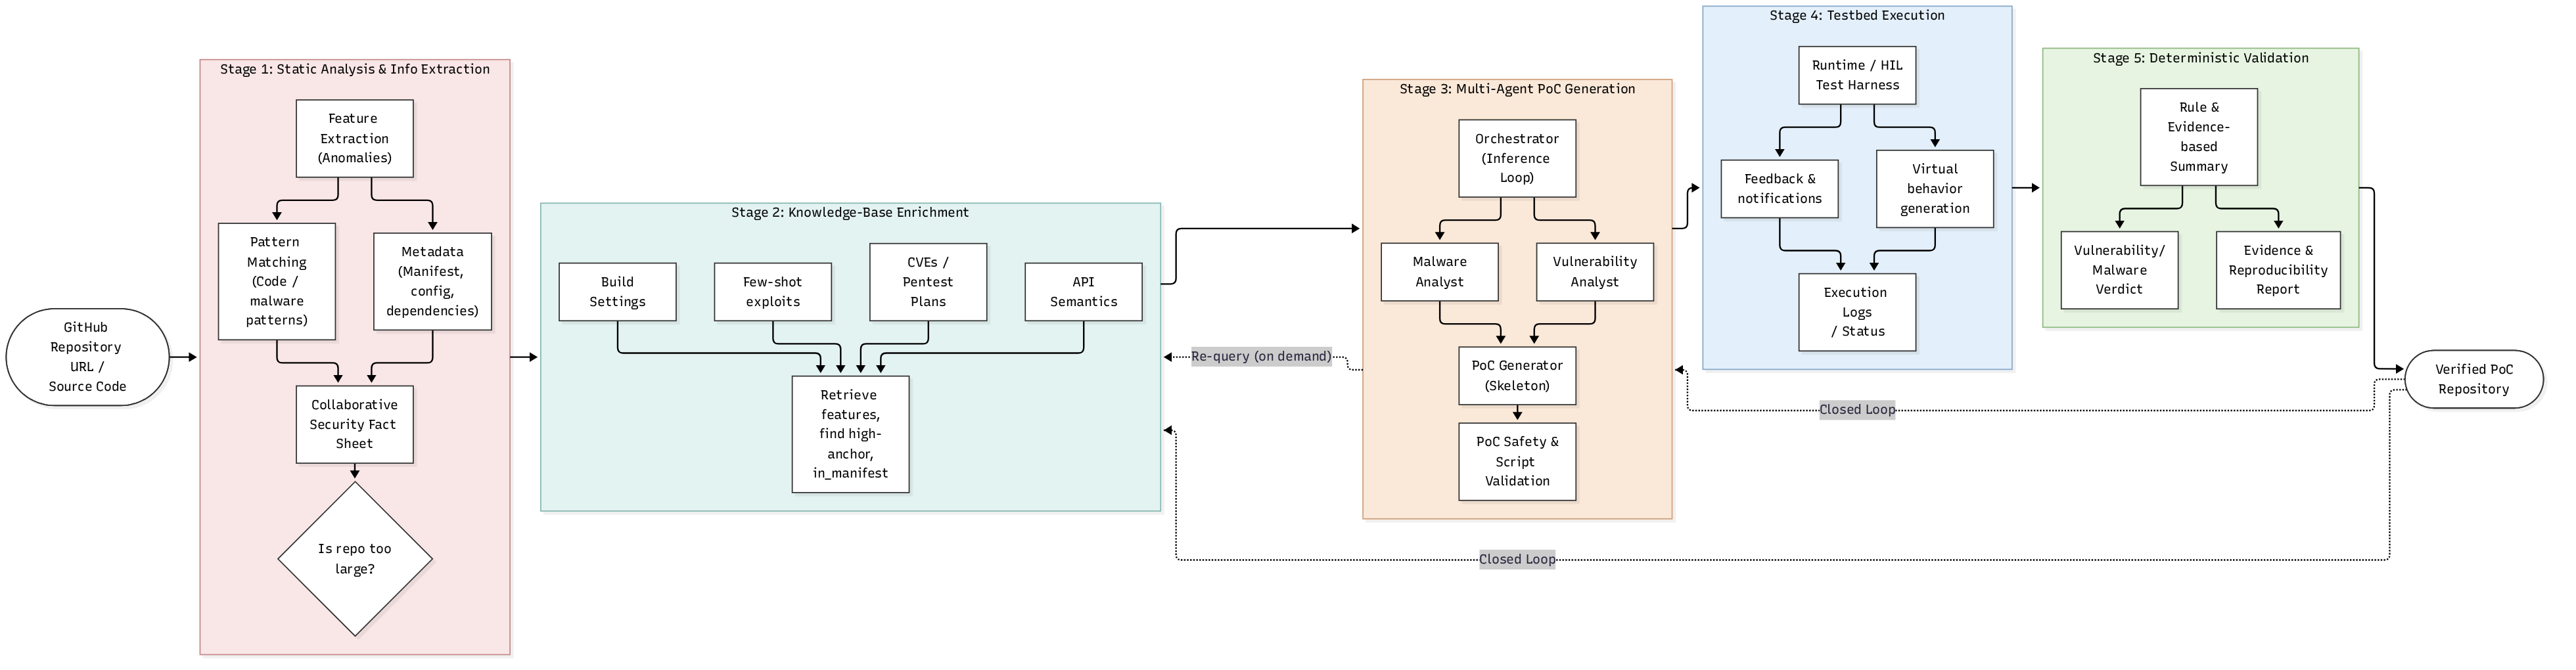 GitHub
Repository
URL /
Source Code
Stage 1: Static Analysis & Info Extraction
Feature
Extraction
(Anomalies)
Pattern
Matching
(Code /
malware
patterns)
Metadata
(Manifest,
config,
dependencies)
Collaborative
Security Fact
Sheet
Is repo too
large?
Stage 2: Knowledge-Base Enrichment
Build
Settings
Few-shot
exploits
CVEs /
Pentest
Plans
API
Semantics
Retrieve
features,
find high-
anchor,
in_manifest
Re-query (on demand)
Stage 3: Multi-Agent PoC Generation
Orchestrator
(Inference
Loop)
Malware
Analyst
Vulnerability
Analyst
PoC Generator
(Skeleton)
PoC Safety &
Script
Validation
Stage 4: Testbed Execution
Runtime / HIL
Test Harness
Feedback &
notifications
Virtual
behavior
generation
Execution
Logs
/ Status
Stage 5: Deterministic Validation
Rule &
Evidence-
based
Summary
Vulnerability/
Malware
Verdict
Evidence &
Reproducibility
Report
Verified PoC
Repository
Closed Loop
Closed Loop